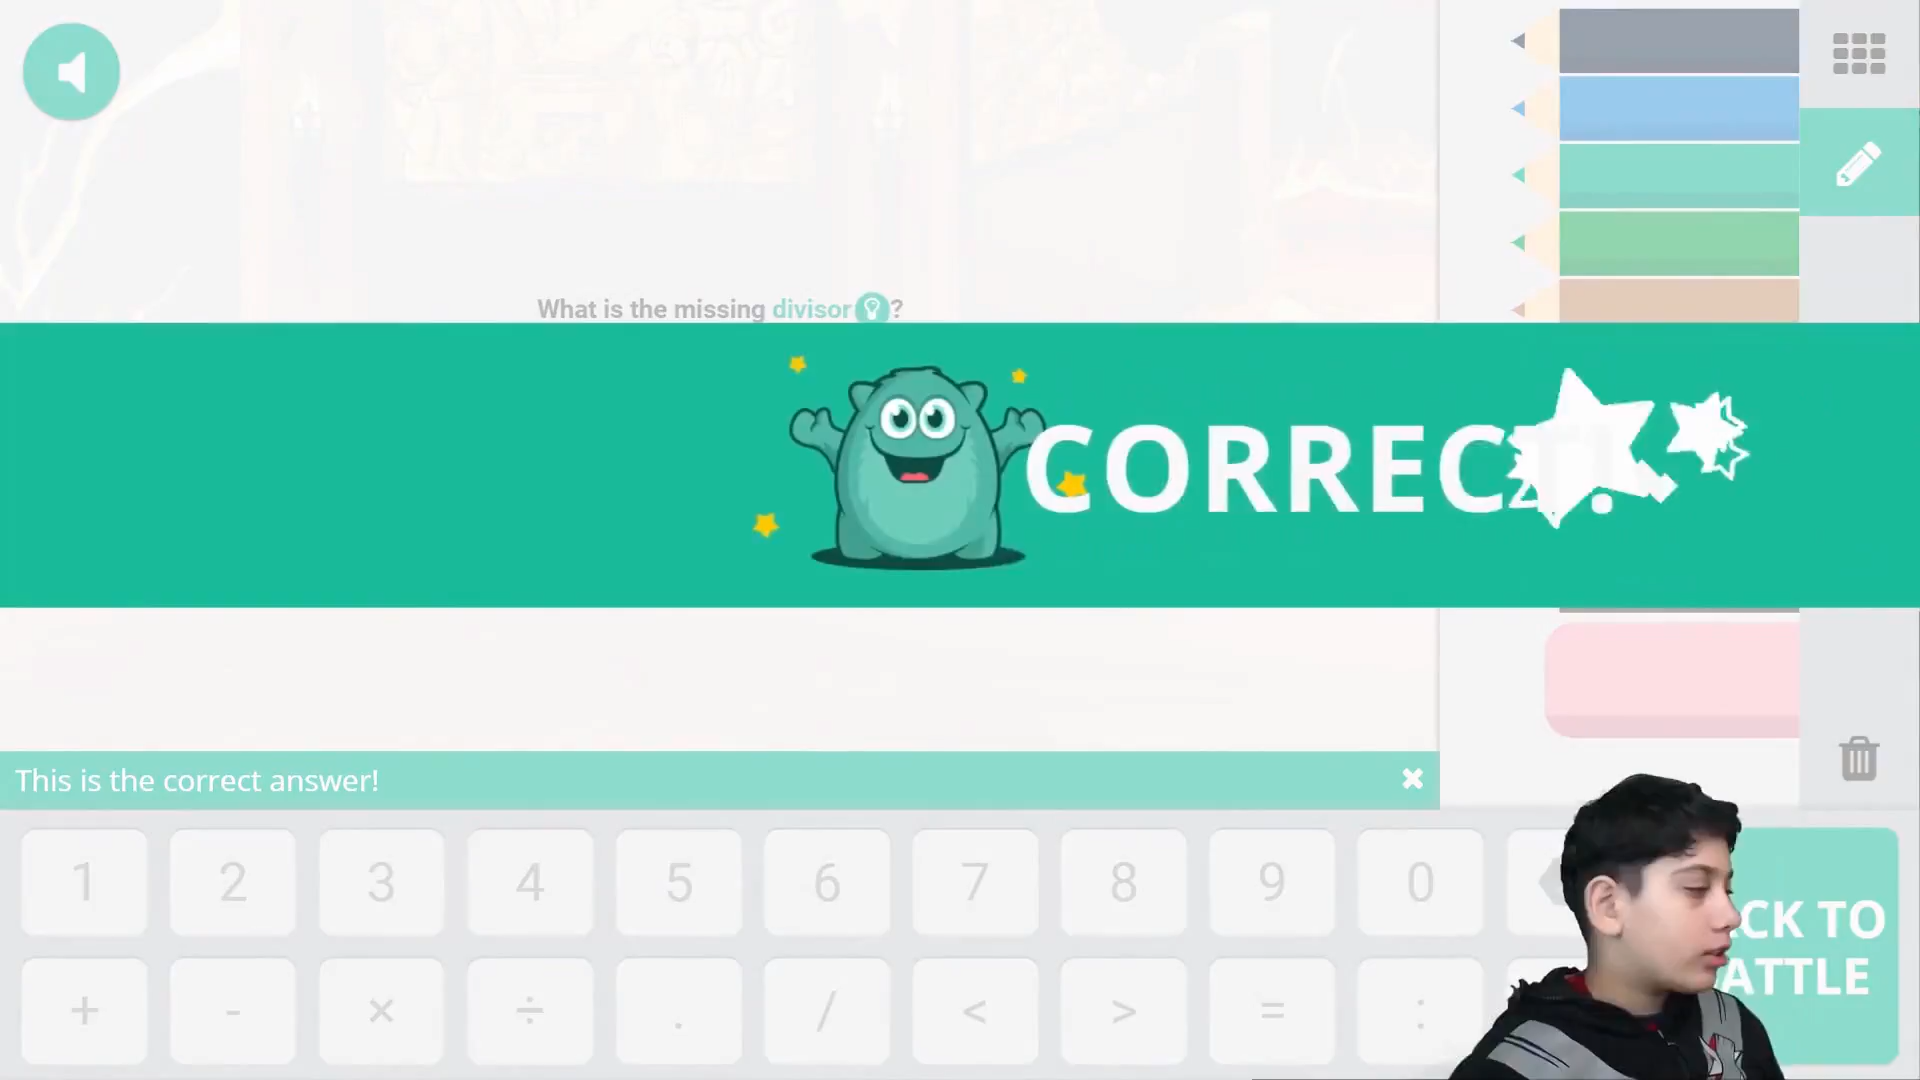 What is the missing divisor ?
CORRECT!
This is the correct answer!
1 2 3 4 5 6 7 8 9 0
CK TO
ATTLE
+ - × ÷ . / < > = :